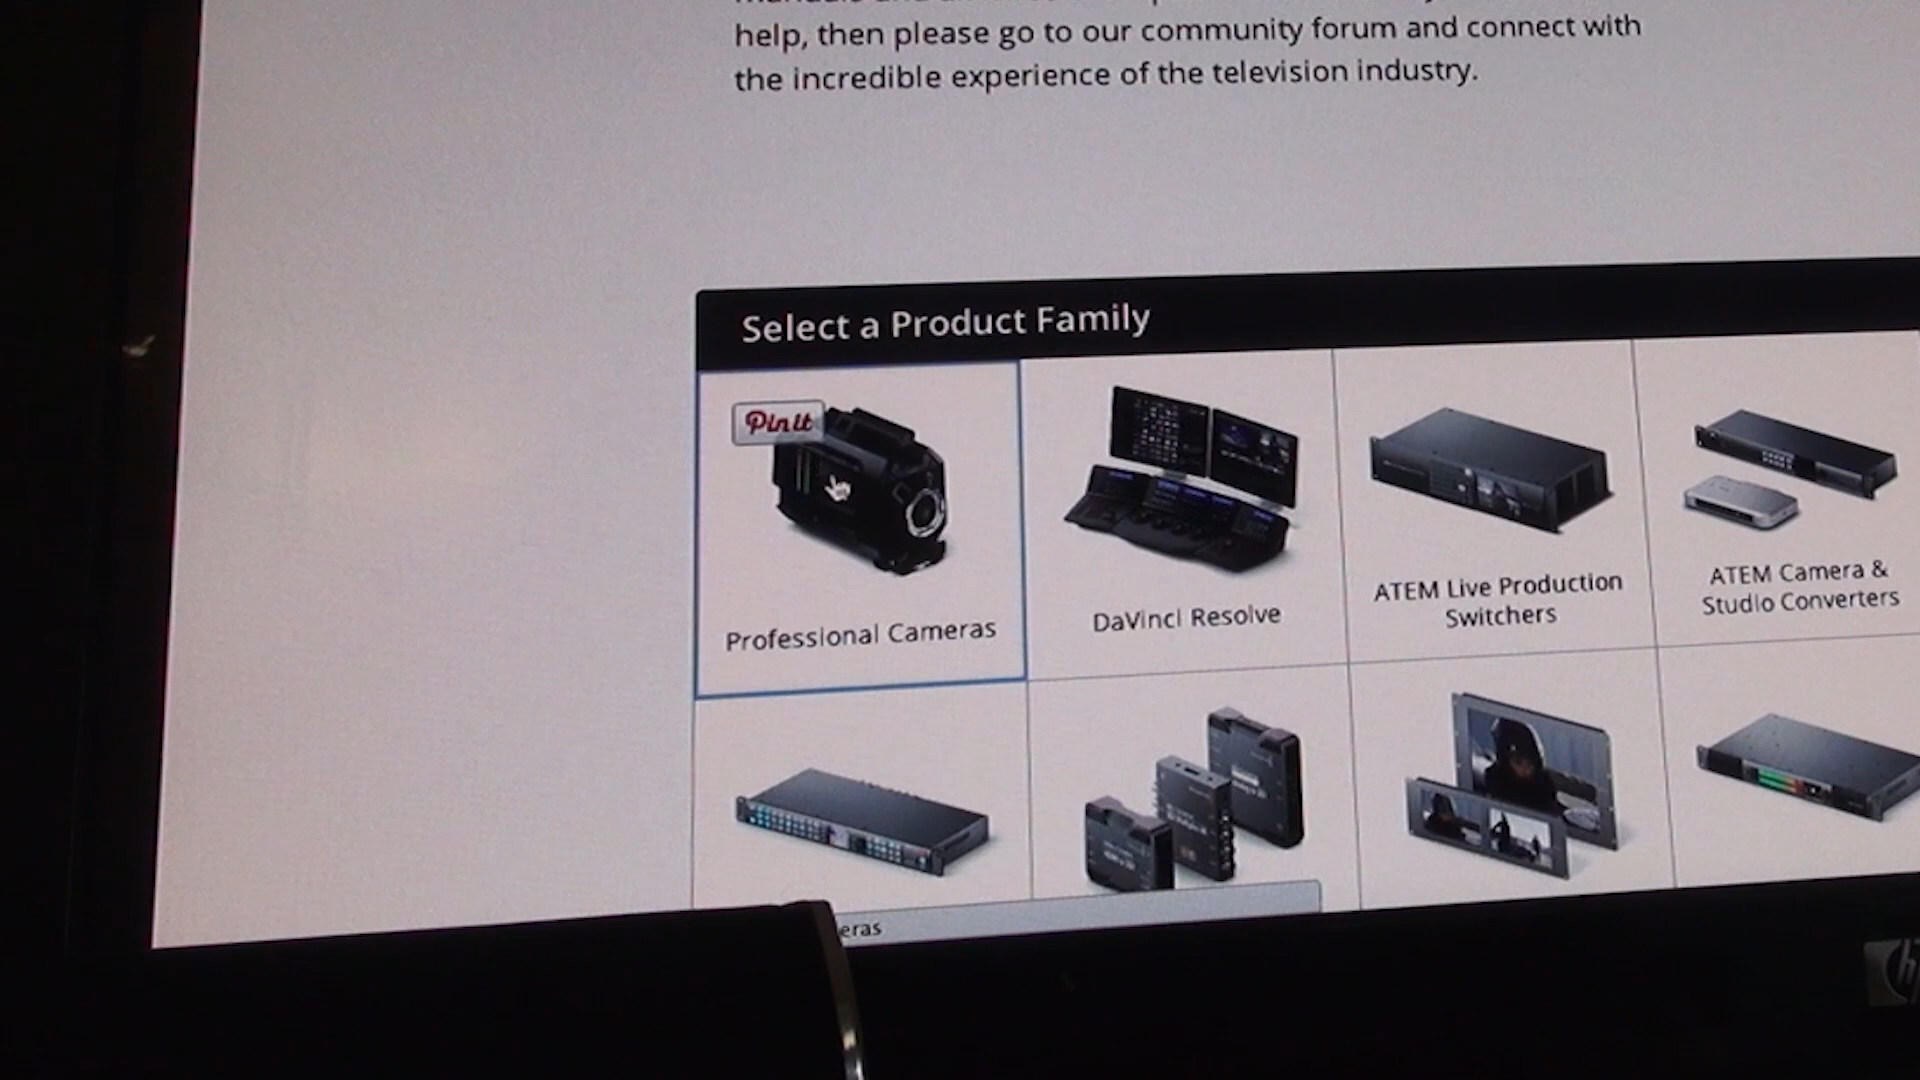 help, then please go to our community forum and connect with
the incredible experience of the television industry.
Select a Product Family
Pin it
Professional Cameras
DaVinci Resolve
ATEM Live Production
Switchers
ATEM Camera &
Studio Converters
eras
hp